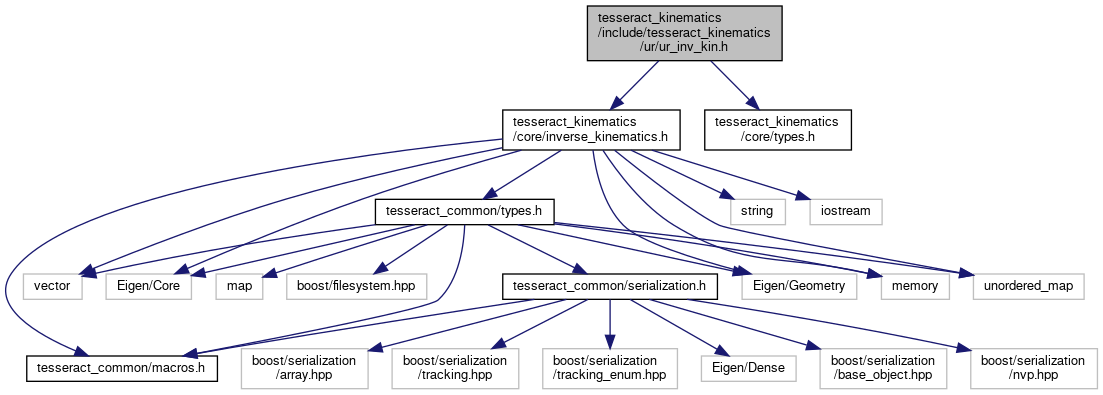 tesseract_kinematics
/include/tesseract_kinematics
/ur/ur_inv_kin.h
tesseract_kinematics
/core/inverse_kinematics.h
tesseract_kinematics
/core/types.h
tesseract_common/types.h
string
iostream
vector
Eigen/Core
map
boost/filesystem.hpp
tesseract_common/serialization.h
Eigen/Geometry
memory
unordered_map
tesseract_common/macros.h
boost/serialization
/array.hpp
boost/serialization
/tracking.hpp
boost/serialization
/tracking_enum.hpp
Eigen/Dense
boost/serialization
/base_object.hpp
boost/serialization
/nvp.hpp